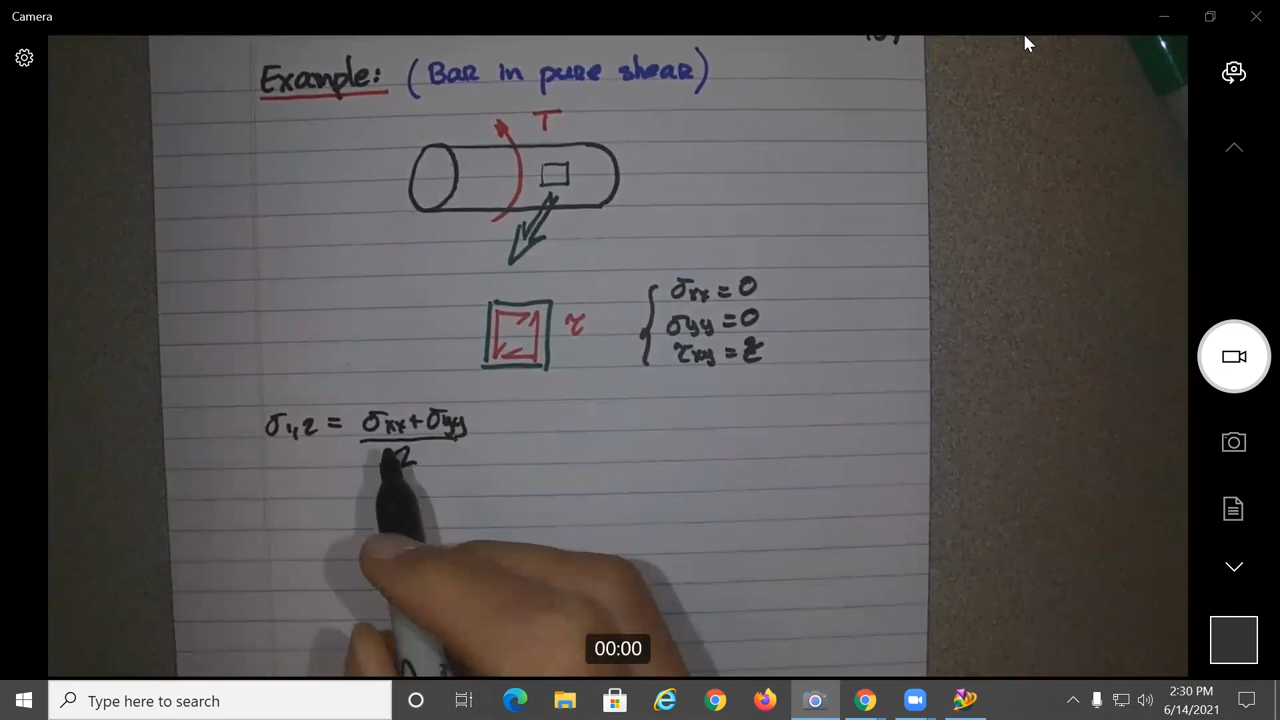 Camera
Example: (Bar in pure shear)
T
τ
σxx = 0
σyy = 0
τxy = τ
σ1,2 = σxx + σyy
2
00:00
Type here to search
2:30 PM
6/14/2021